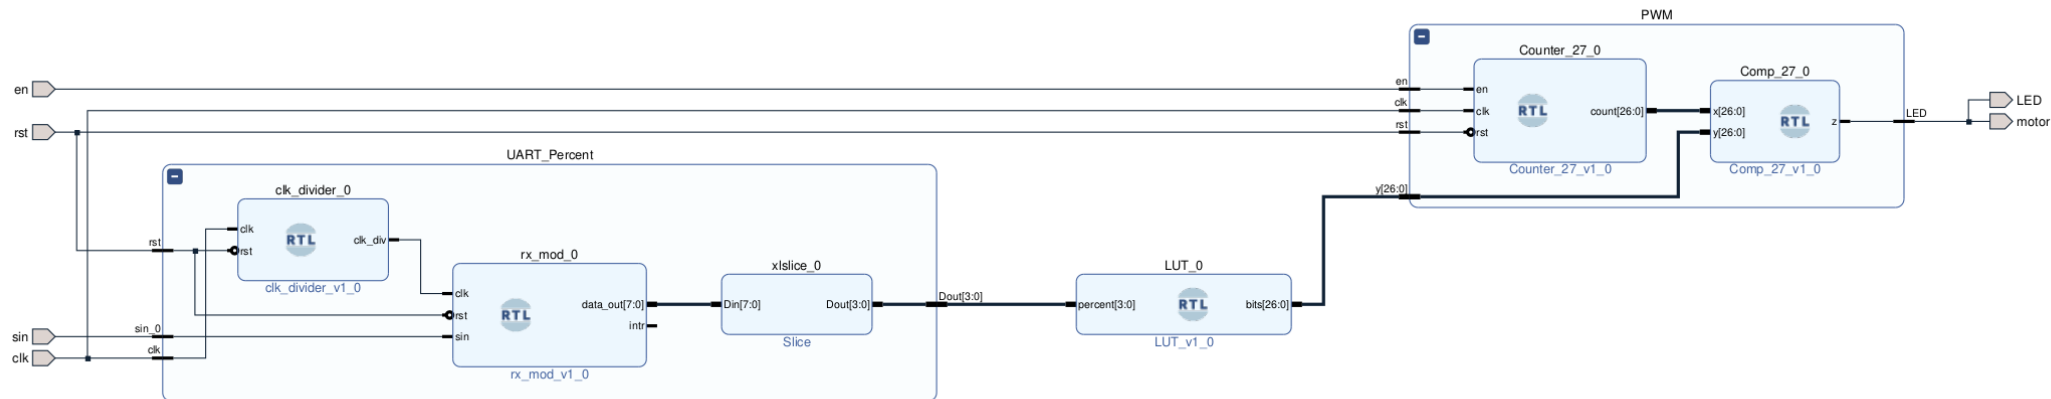 PWM
Counter_27_0
Comp_27_0
en
en
en
LED
clk
clk
RTL
count[26:0]
x[26:0]
RTL
z
LED
motor
rst
rst
rst
y[26:0]
Counter_27_v1_0
Comp_27_v1_0
UART_Percent
clk_divider_0
y[26:0]
clk
RTL
clk_div
rst
rst
rx_mod_0
xlslice_0
LUT_0
clk_divider_v1_0
clk
data_out[7:0]
Din[7:0]
Dout[3:0]
Dout[3:0]
percent[3:0]
RTL
bits[26:0]
rst
RTL
intr
sin
sin_0
sin
Slice
LUT_v1_0
clk
clk
rx_mod_v1_0